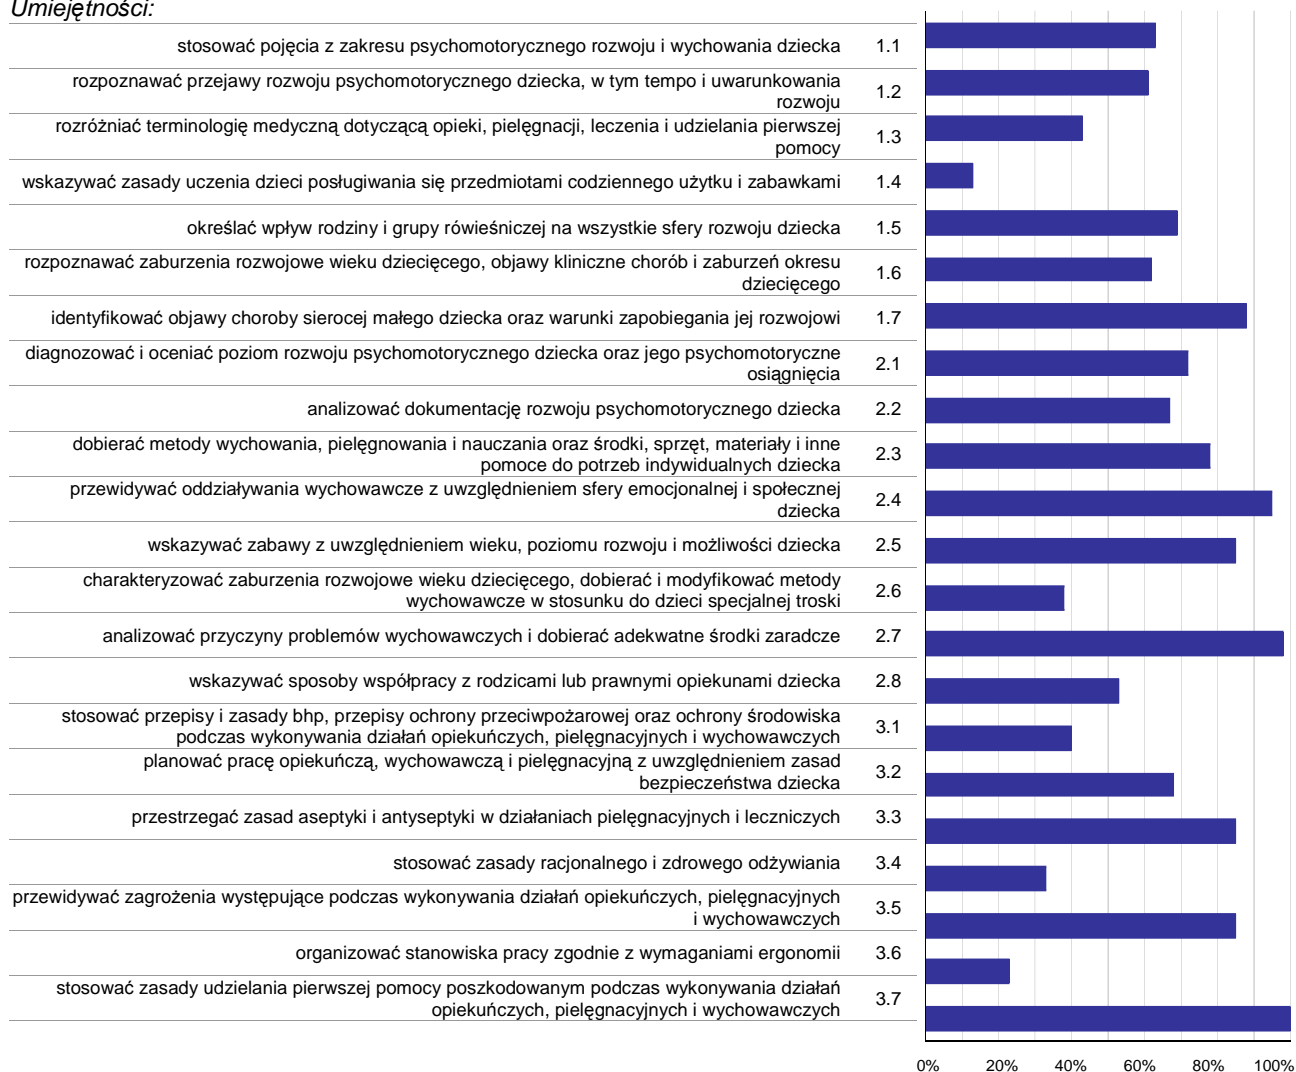 Umiejętności:
stosować pojęcia z zakresu psychomotorycznego rozwoju i wychowania dziecka 1.1
rozpoznawać przejawy rozwoju psychomotorycznego dziecka, w tym tempo i uwarunkowania
rozwoju 1.2
rozróżniać terminologię medyczną dotyczącą opieki, pielęgnacji, leczenia i udzielania pierwszej
pomocy 1.3
wskazywać zasady uczenia dzieci posługiwania się przedmiotami codziennego użytku i zabawkami 1.4
określać wpływ rodziny i grupy rówieśniczej na wszystkie sfery rozwoju dziecka 1.5
rozpoznawać zaburzenia rozwojowe wieku dziecięcego, objawy kliniczne chorób i zaburzeń okresu
dziecięcego 1.6
identyfikować objawy choroby sierocej małego dziecka oraz warunki zapobiegania jej rozwojowi 1.7
diagnozować i oceniać poziom rozwoju psychomotorycznego dziecka oraz jego psychomotoryczne
osiągnięcia 2.1
analizować dokumentację rozwoju psychomotorycznego dziecka 2.2
dobierać metody wychowania, pielęgnowania i nauczania oraz środki, sprzęt, materiały i inne
pomoce do potrzeb indywidualnych dziecka 2.3
przewidywać oddziaływania wychowawcze z uwzględnieniem sfery emocjonalnej i społecznej
dziecka 2.4
wskazywać zabawy z uwzględnieniem wieku, poziomu rozwoju i możliwości dziecka 2.5
charakteryzować zaburzenia rozwojowe wieku dziecięcego, dobierać i modyfikować metody
wychowawcze w stosunku do dzieci specjalnej troski 2.6
analizować przyczyny problemów wychowawczych i dobierać adekwatne środki zaradcze 2.7
wskazywać sposoby współpracy z rodzicami lub prawnymi opiekunami dziecka 2.8
stosować przepisy i zasady bhp, przepisy ochrony przeciwpożarowej oraz ochrony środowiska
podczas wykonywania działań opiekuńczych, pielęgnacyjnych i wychowawczych 3.1
planować pracę opiekuńczą, wychowawczą i pielęgnacyjną z uwzględnieniem zasad
bezpieczeństwa dziecka 3.2
przestrzegać zasad aseptyki i antyseptyki w działaniach pielęgnacyjnych i leczniczych 3.3
stosować zasady racjonalnego i zdrowego odżywiania 3.4
przewidywać zagrożenia występujące podczas wykonywania działań opiekuńczych, pielęgnacyjnych
i wychowawczych 3.5
organizować stanowiska pracy zgodnie z wymaganiami ergonomii 3.6
stosować zasady udzielania pierwszej pomocy poszkodowanym podczas wykonywania działań
opiekuńczych, pielęgnacyjnych i wychowawczych 3.7
0% 20% 40% 60% 80% 100%